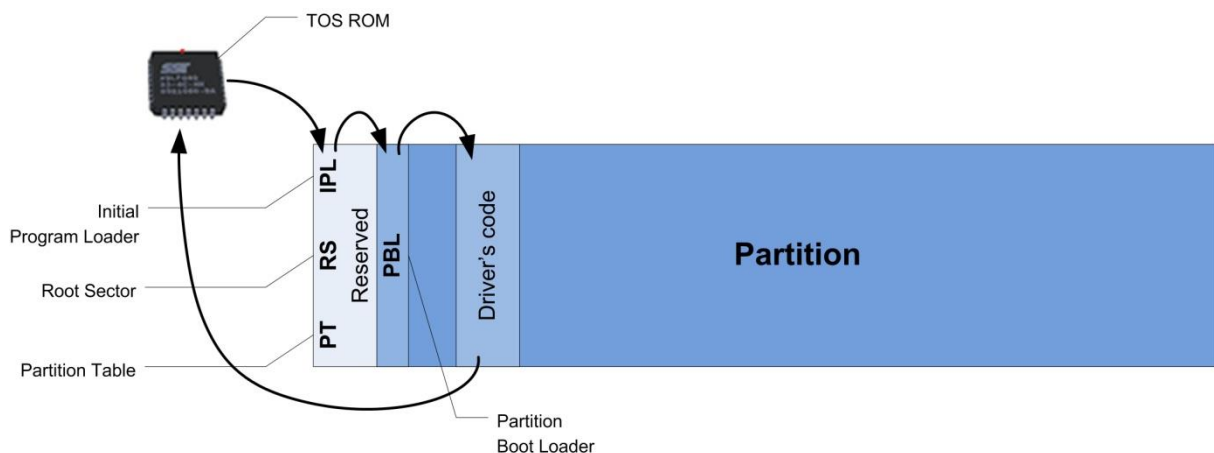 TOS ROM
SST
IPL
Initial
Program Loader
RS
Reserved
PBL
Driver's code
Partition
Root Sector
PT
Partition Table
Partition
Boot Loader